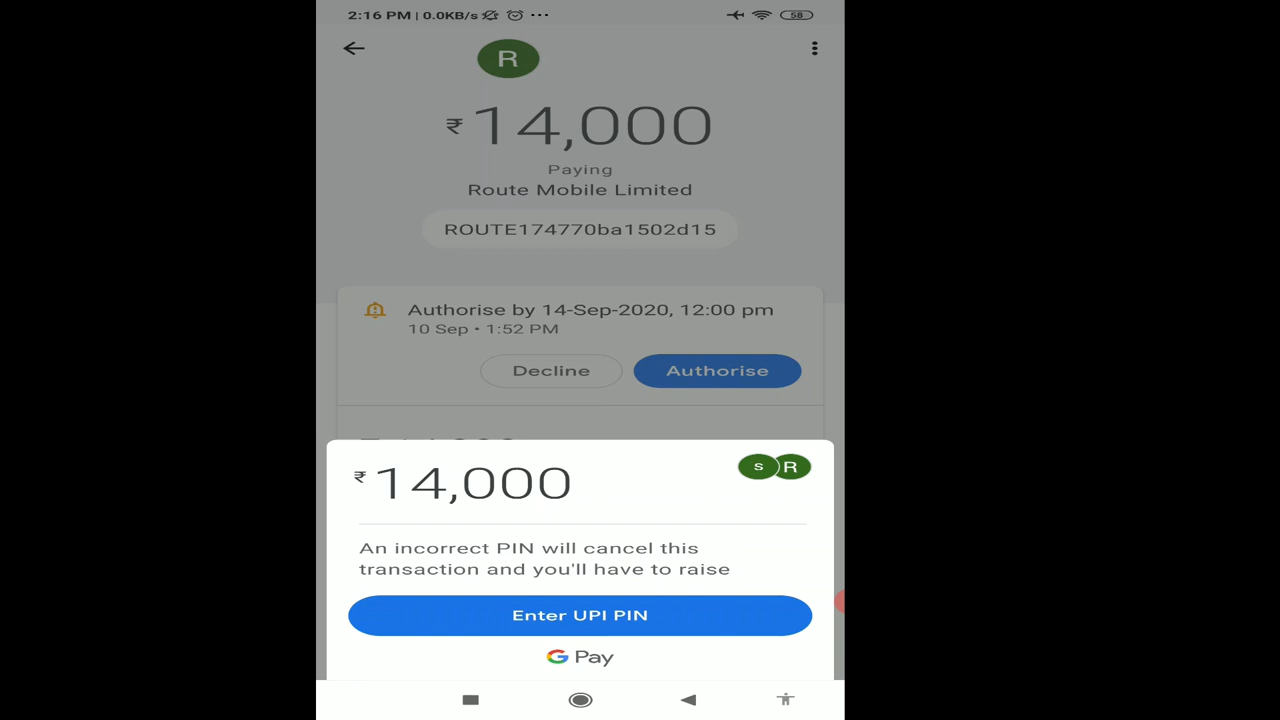 2:16 PM | 0.0KB/s ...
58
R
₹14,000
Paying
Route Mobile Limited
ROUTE174770ba1502d15
Authorise by 14-Sep-2020, 12:00 pm
10 Sep • 1:52 PM
Decline
Authorise
₹14,000
S R
An incorrect PIN will cancel this
transaction and you'll have to raise
Enter UPI PIN
G Pay